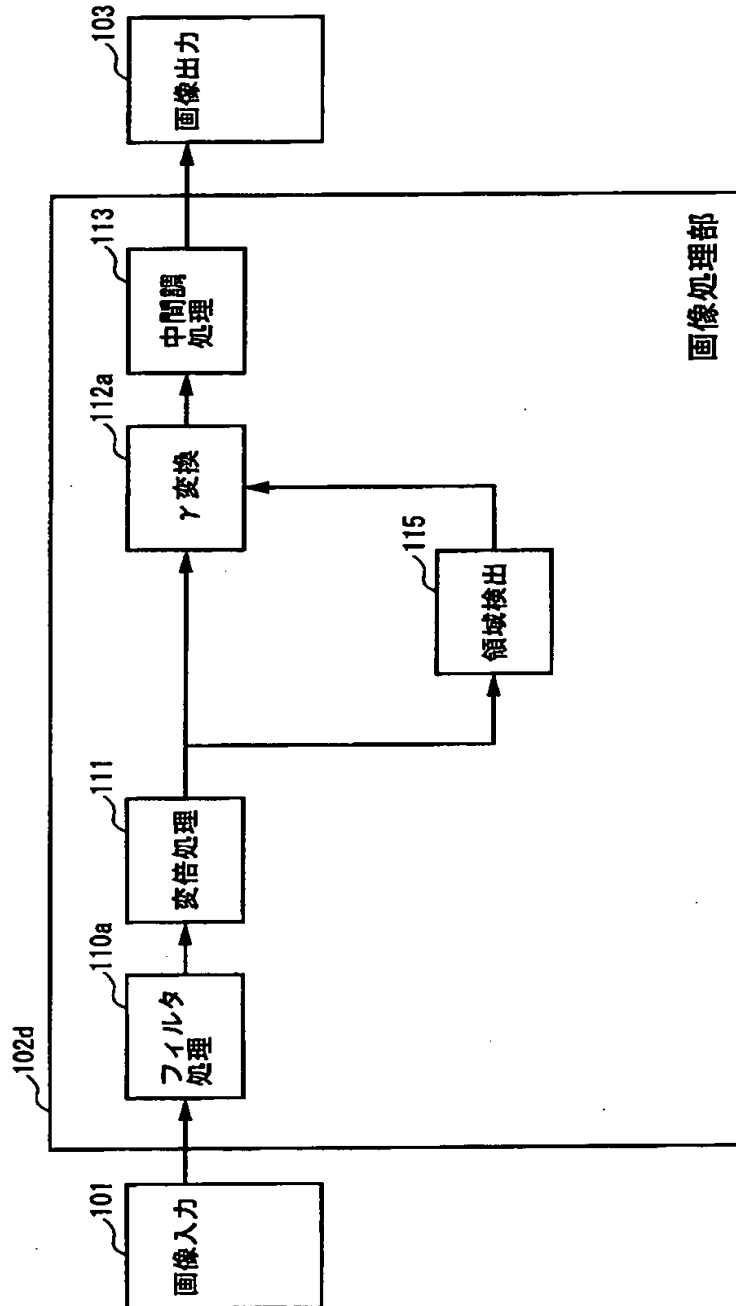 102d
101
画像入力
110a
フィルタ
処理
111
変倍処理
112a
γ変換
113
中間調
処理
103
画像出力
115
領域検出
画像処理部